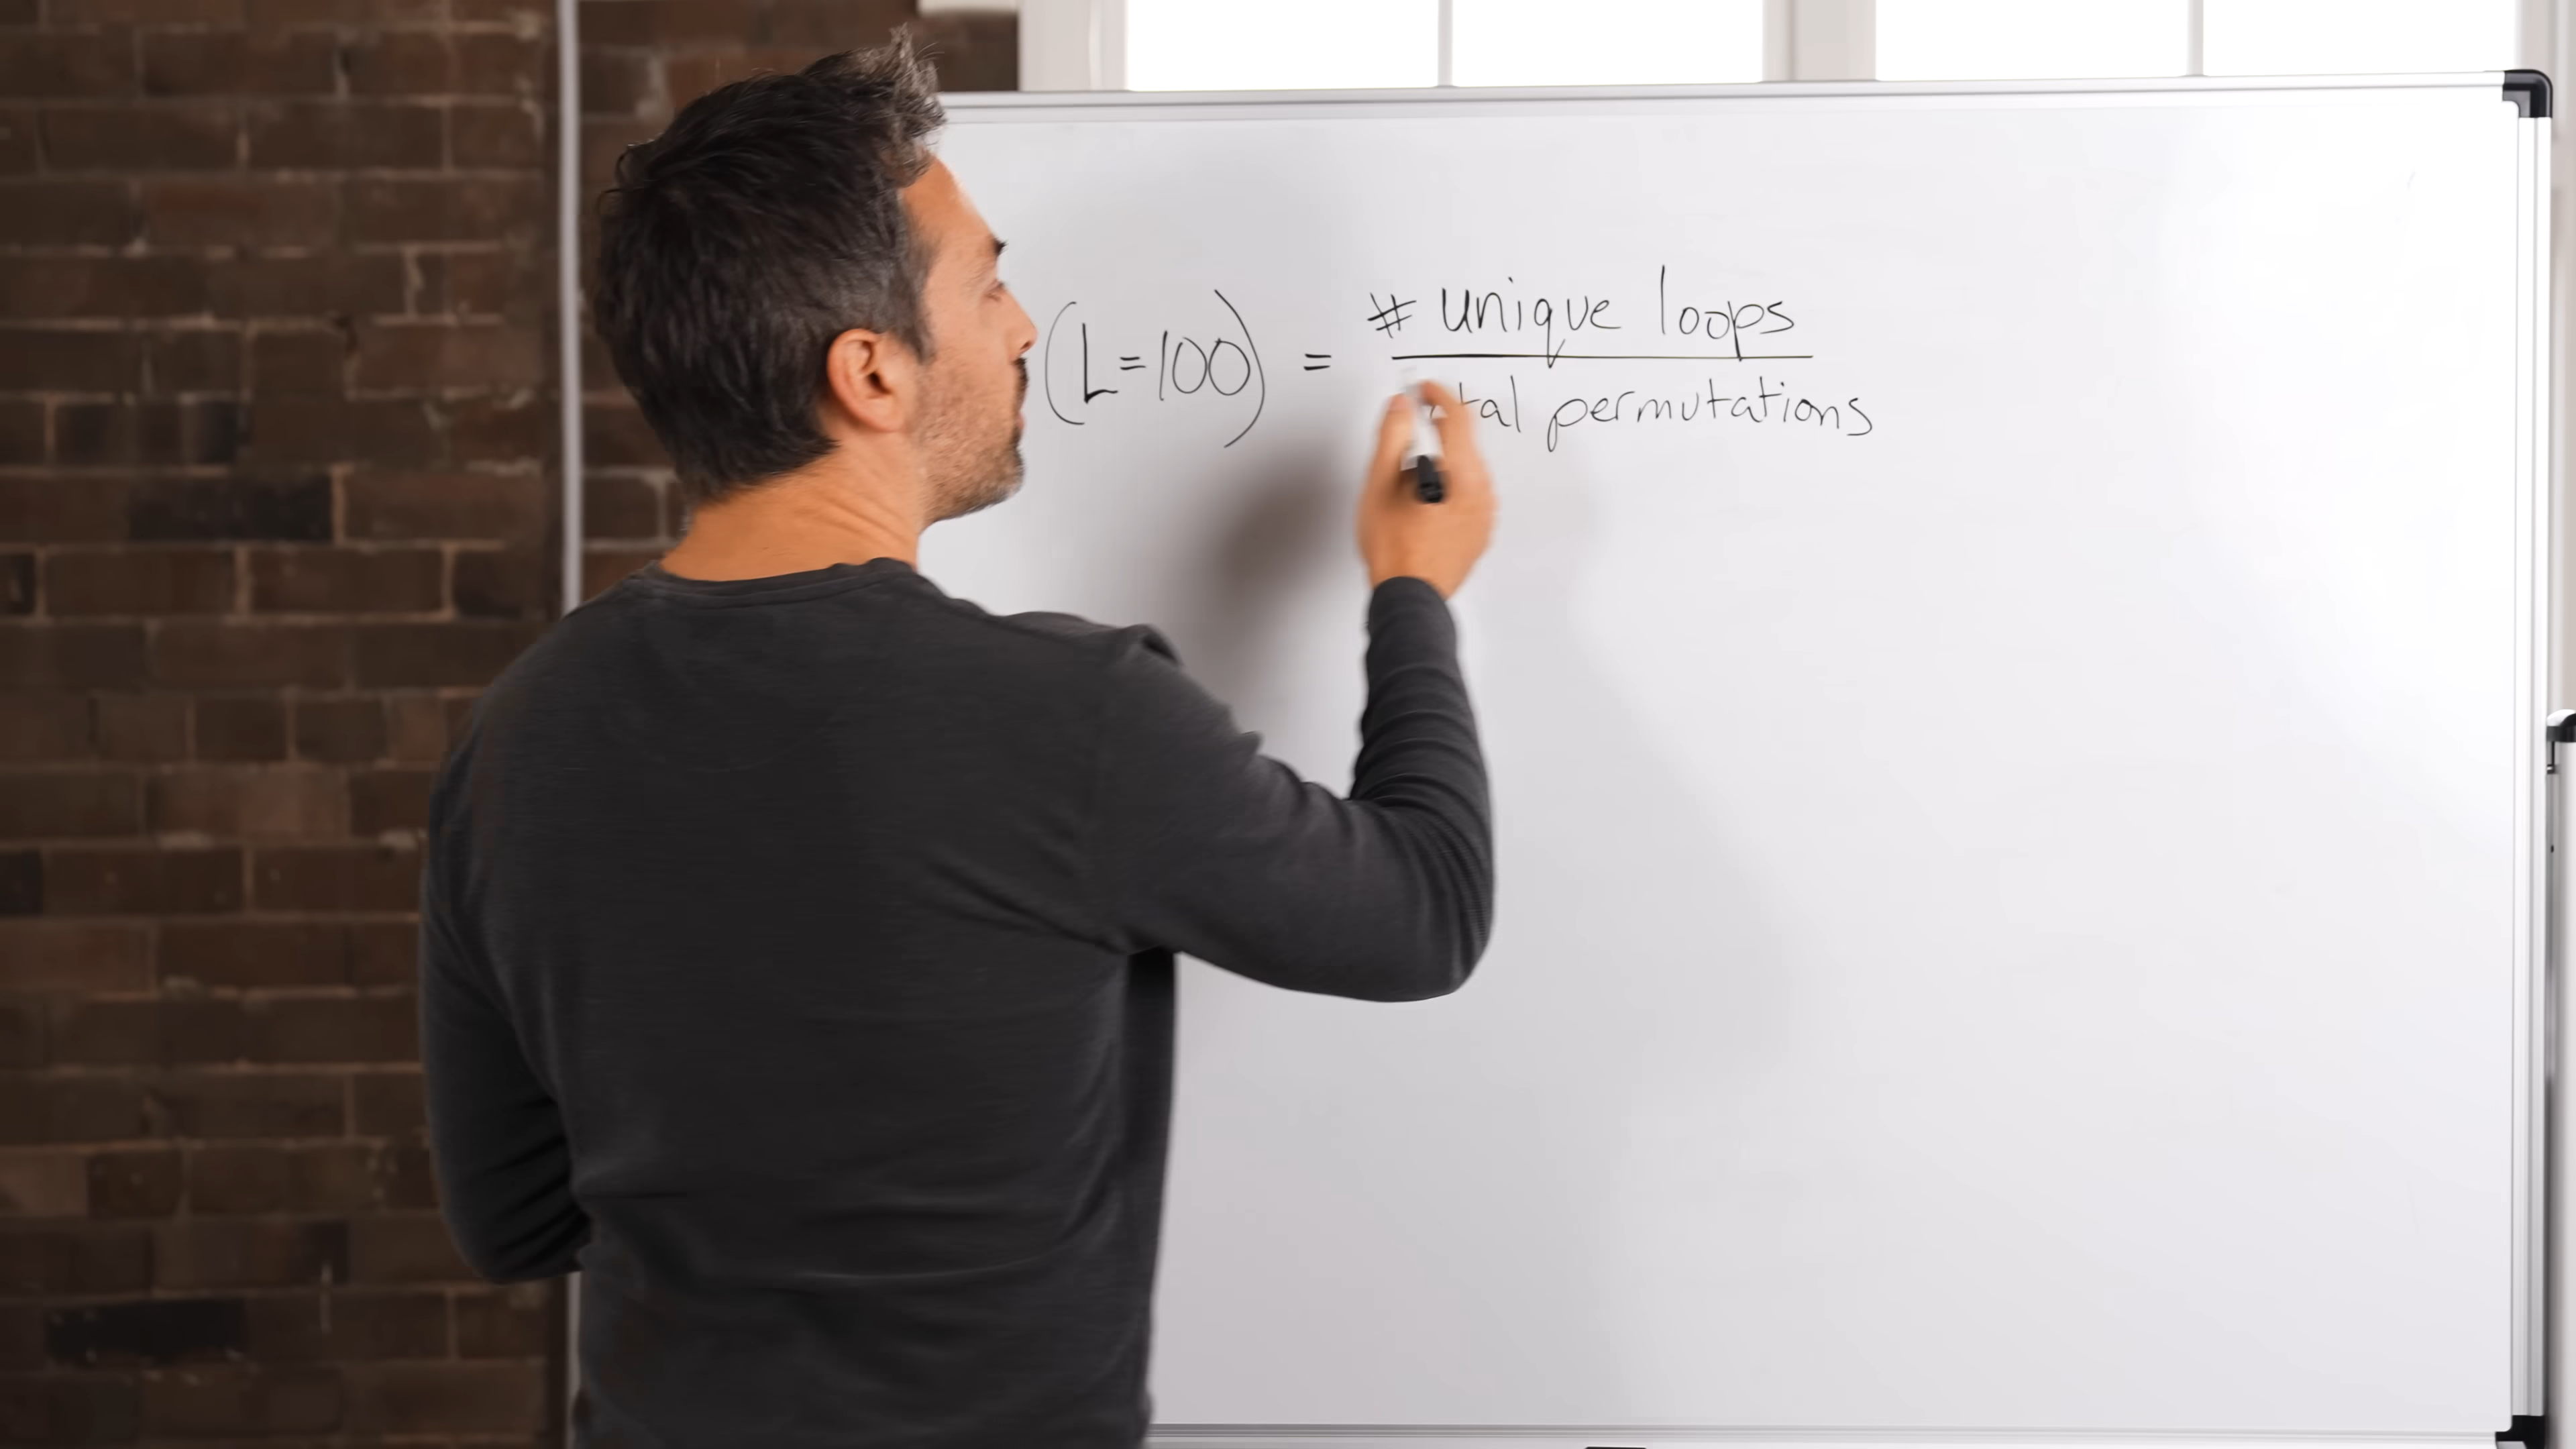 (L=100) = # unique loops
permutations